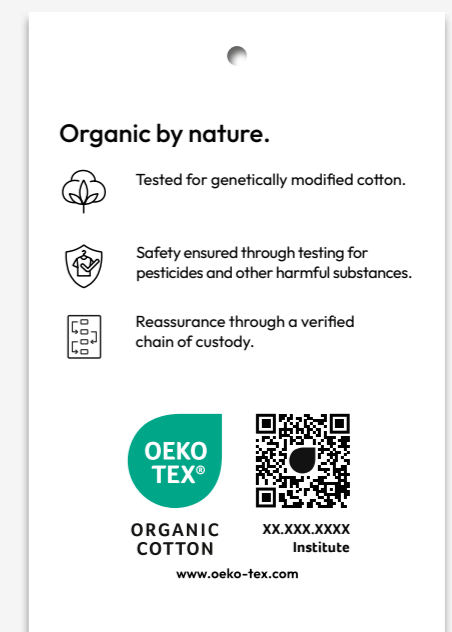 Organic by nature.
Tested for genetically modified cotton.
Safety ensured through testing for
pesticides and other harmful substances.
Reassurance through a verified
chain of custody.
OEKO
TEX®
ORGANIC
COTTON
XX.XXX.XXXX
Institute
www.oeko-tex.com